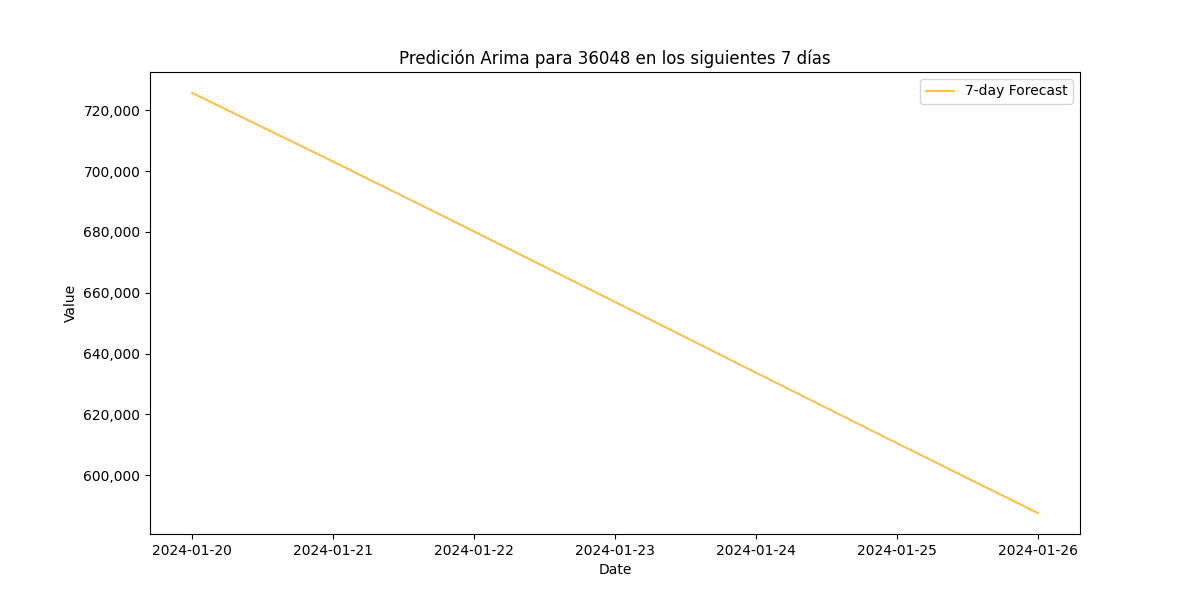 Predición Arima para 36048 en los siguientes 7 días
7-day Forecast
720,000
700,000
680,000
660,000
640,000
620,000
600,000
Value
2024-01-20 2024-01-21 2024-01-22 2024-01-23 2024-01-24 2024-01-25 2024-01-26
Date